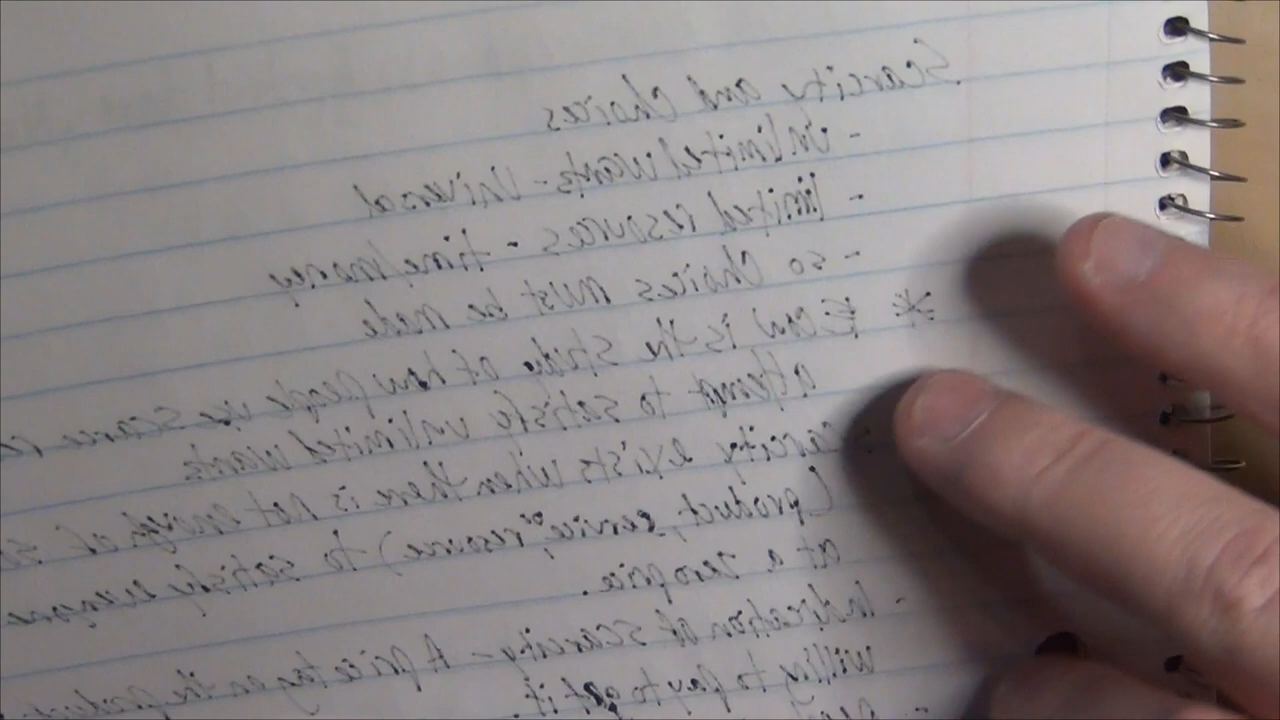 Scarcity and Choices
- Unlimited wants - Universal
- limited resources - time/money
- so choices must be made
* Econ is the study of how people use scarce
attempt to satisfy unlimited wants
scarcity exists when there is not enough of
(product, service, resource) to satisfy everyone
at a zero price.
- Indication of scarcity - A price tag on the product
willing to pay to get it.